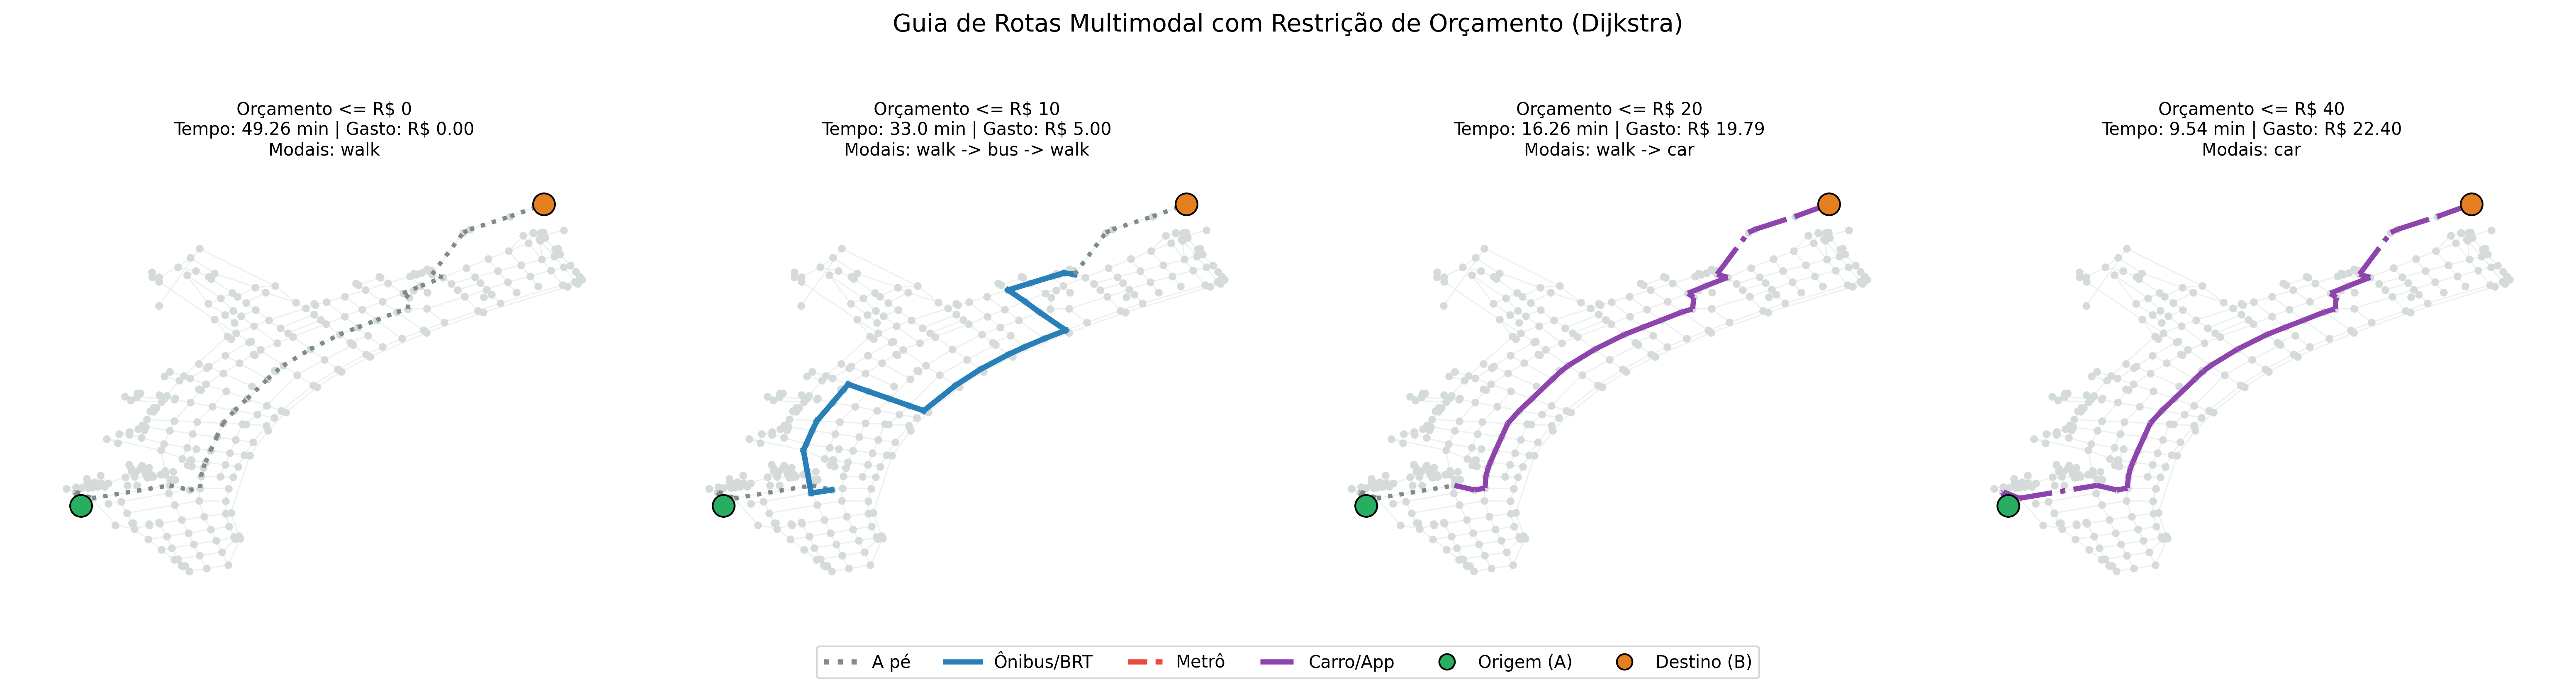 Guia de Rotas Multimodal com Restrição de Orçamento (Dijkstra)
Orçamento <= R$ 0
Tempo: 49.26 min | Gasto: R$ 0.00
Modais: walk
Orçamento <= R$ 10
Tempo: 33.0 min | Gasto: R$ 5.00
Modais: walk -> bus -> walk
Orçamento <= R$ 20
Tempo: 16.26 min | Gasto: R$ 19.79
Modais: walk -> car
Orçamento <= R$ 40
Tempo: 9.54 min | Gasto: R$ 22.40
Modais: car
A pé
Ônibus/BRT
Metrô
Carro/App
Origem (A)
Destino (B)